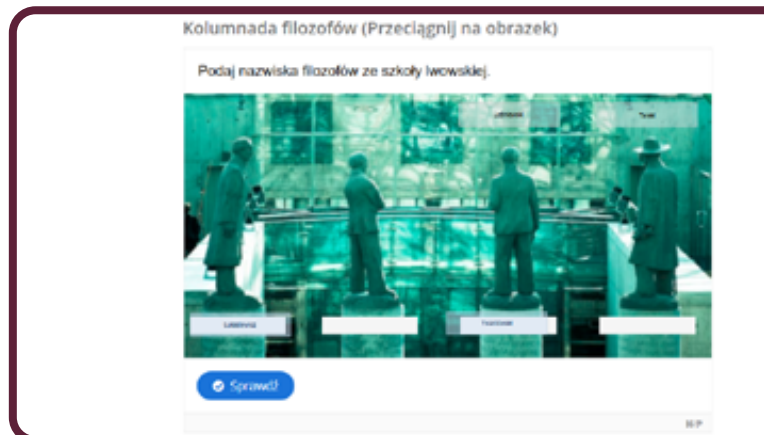 Kolumnada filozofów (Przeciągnij na obrazek)
Podaj nazwiska filozofów ze szkoły lwowskiej.
Sprawdź